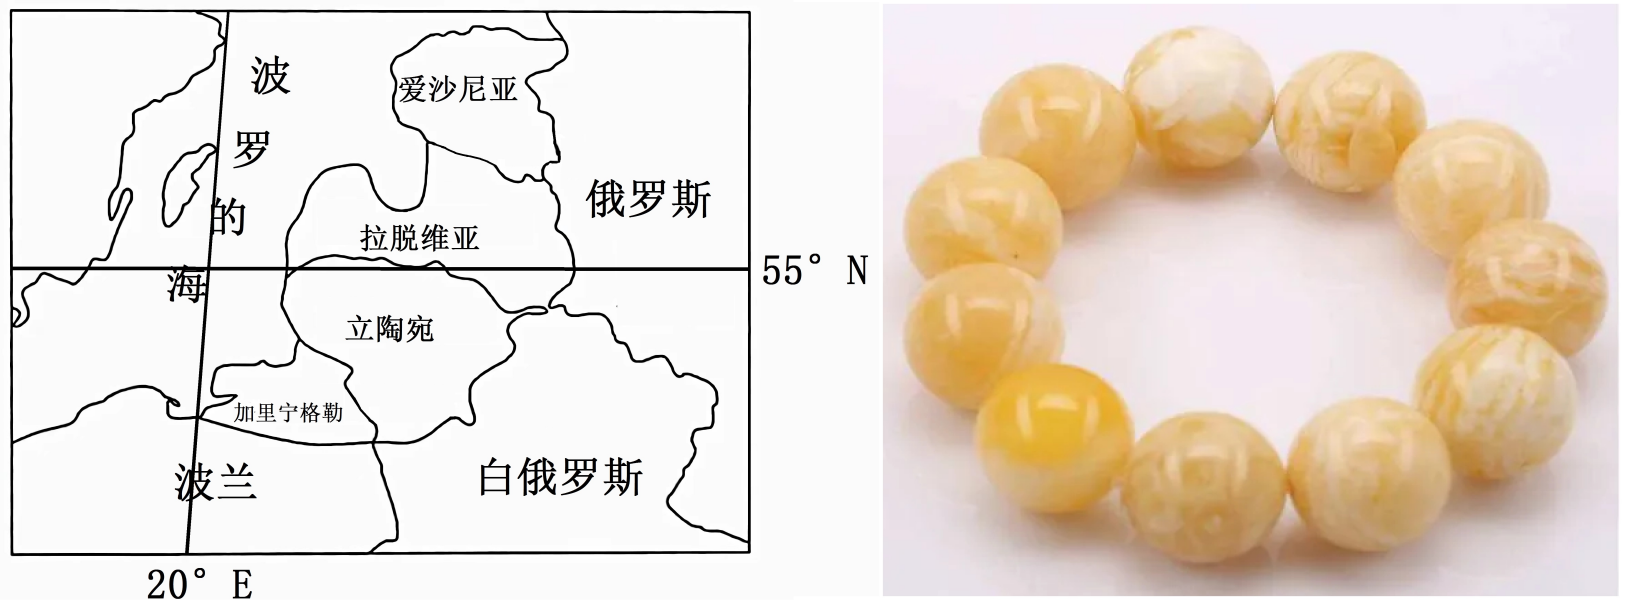 波罗的海
爱沙尼亚
俄罗斯
拉脱维亚
55° N
立陶宛
加里宁格勒
波兰
白俄罗斯
20° E